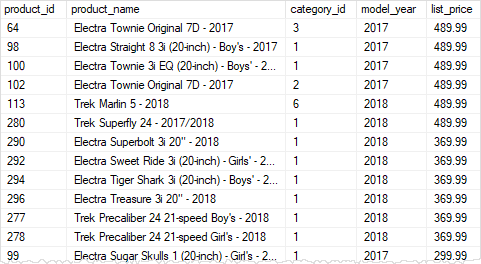 product_id product_name category_id model_year list_price
64 Electra Townie Original 7D - 2017 3 2017 489.99
98 Electra Straight 8 3i (20-inch) - Boy's - 2017 1 2017 489.99
100 Electra Townie 3i EQ (20-inch) - Boys' - 2... 1 2017 489.99
102 Electra Townie Original 7D - 2017 2 2017 489.99
113 Trek Marlin 5 - 2018 6 2018 489.99
280 Trek Superfly 24 - 2017/2018 1 2018 489.99
290 Electra Superbolt 3i 20" - 2018 1 2018 369.99
292 Electra Sweet Ride 3i (20-inch) - Girls' - 2... 1 2018 369.99
294 Electra Tiger Shark 3i (20-inch) - Boys' - 2... 1 2018 369.99
296 Electra Treasure 3i 20" - 2018 1 2018 369.99
277 Trek Precaliber 24 21-speed Boy's - 2018 1 2018 369.99
278 Trek Precaliber 24 21-speed Girl's - 2018 1 2018 369.99
99 Electra Sugar Skulls 1 (20-inch) - Girl's - 2... 1 2017 299.99